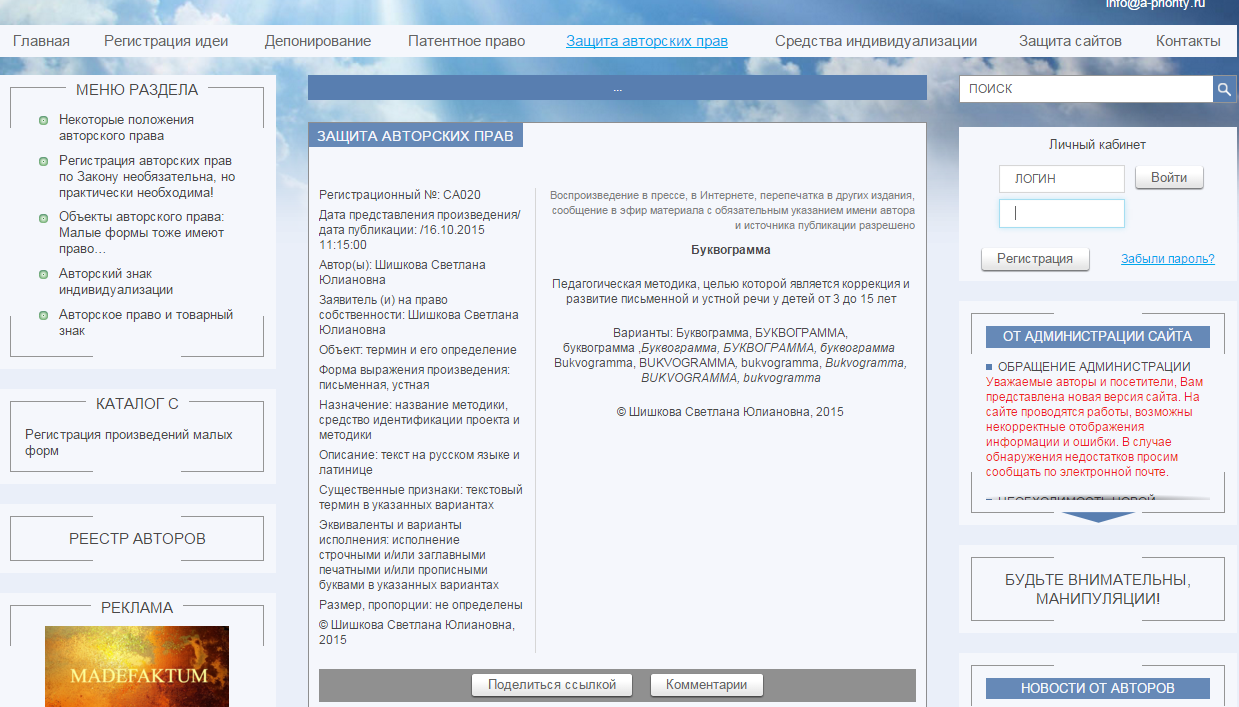 info@a-priority.ru
Главная Регистрация идеи Депонирование Патентное право Защита авторских прав Средства индивидуализации Защита сайтов Контакты
МЕНЮ РАЗДЕЛА
Некоторые положения
авторского права
Регистрация авторских прав
по Закону необязательна, но
практически необходима!
Объекты авторского права:
Малые формы тоже имеют
право…
Авторский знак
индивидуализации
Авторское право и товарный
знак
КАТАЛОГ С
Регистрация произведений малых
форм
РЕЕСТР АВТОРОВ
РЕКЛАМА
MADEFAKTUM
...
ЗАЩИТА АВТОРСКИХ ПРАВ
Регистрационный №: СА020
Дата представления произведения/
дата публикации: /16.10.2015
11:15:00
Автор(ы): Шишкова Светлана
Юлиановна
Заявитель (и) на право
собственности: Шишкова Светлана
Юлиановна
Объект: термин и его определение
Форма выражения произведения:
письменная, устная
Назначение: название методики,
средство идентификации проекта и
методики
Описание: текст на русском языке и
латинице
Существенные признаки: текстовый
термин в указанных вариантах
Эквиваленты и варианты
исполнения: исполнение
строчными и/или заглавными
печатными и/или прописными
буквами в указанных вариантах
Размер, пропорции: не определены
© Шишкова Светлана Юлиановна,
2015
Воспроизведение в прессе, в Интернете, перепечатка в других издания,
сообщение в эфир материала с обязательным указанием имени автора
и источника публикации разрешено
Буквограмма
Педагогическая методика, целью которой является коррекция и
развитие письменной и устной речи у детей от 3 до 15 лет
Варианты: Буквограмма, БУКВОГРАММА,
буквограмма ,Буквограмма, БУКВОГРАММА, буквограмма
Bukvogramma, BUKVOGRAMMA, bukvogramma, Bukvogramma,
BUKVOGRAMMA, bukvogramma
© Шишкова Светлана Юлиановна, 2015
Поделиться ссылкой Комментарии
ПОИСК
Личный кабинет
ЛОГИН Войти
Регистрация Забыли пароль?
ОТ АДМИНИСТРАЦИИ САЙТА
ОБРАЩЕНИЕ АДМИНИСТРАЦИИ
Уважаемые авторы и посетители, Вам
представлена новая версия сайта. На
сайте проводятся работы, возможны
некорректные отображения
информации и ошибки. В случае
обнаружения недостатков просим
сообщать по электронной почте.
НЕОБХОДИМОСТЬ НОВОЙ
БУДЬТЕ ВНИМАТЕЛЬНЫ,
МАНИПУЛЯЦИИ!
НОВОСТИ ОТ АВТОРОВ